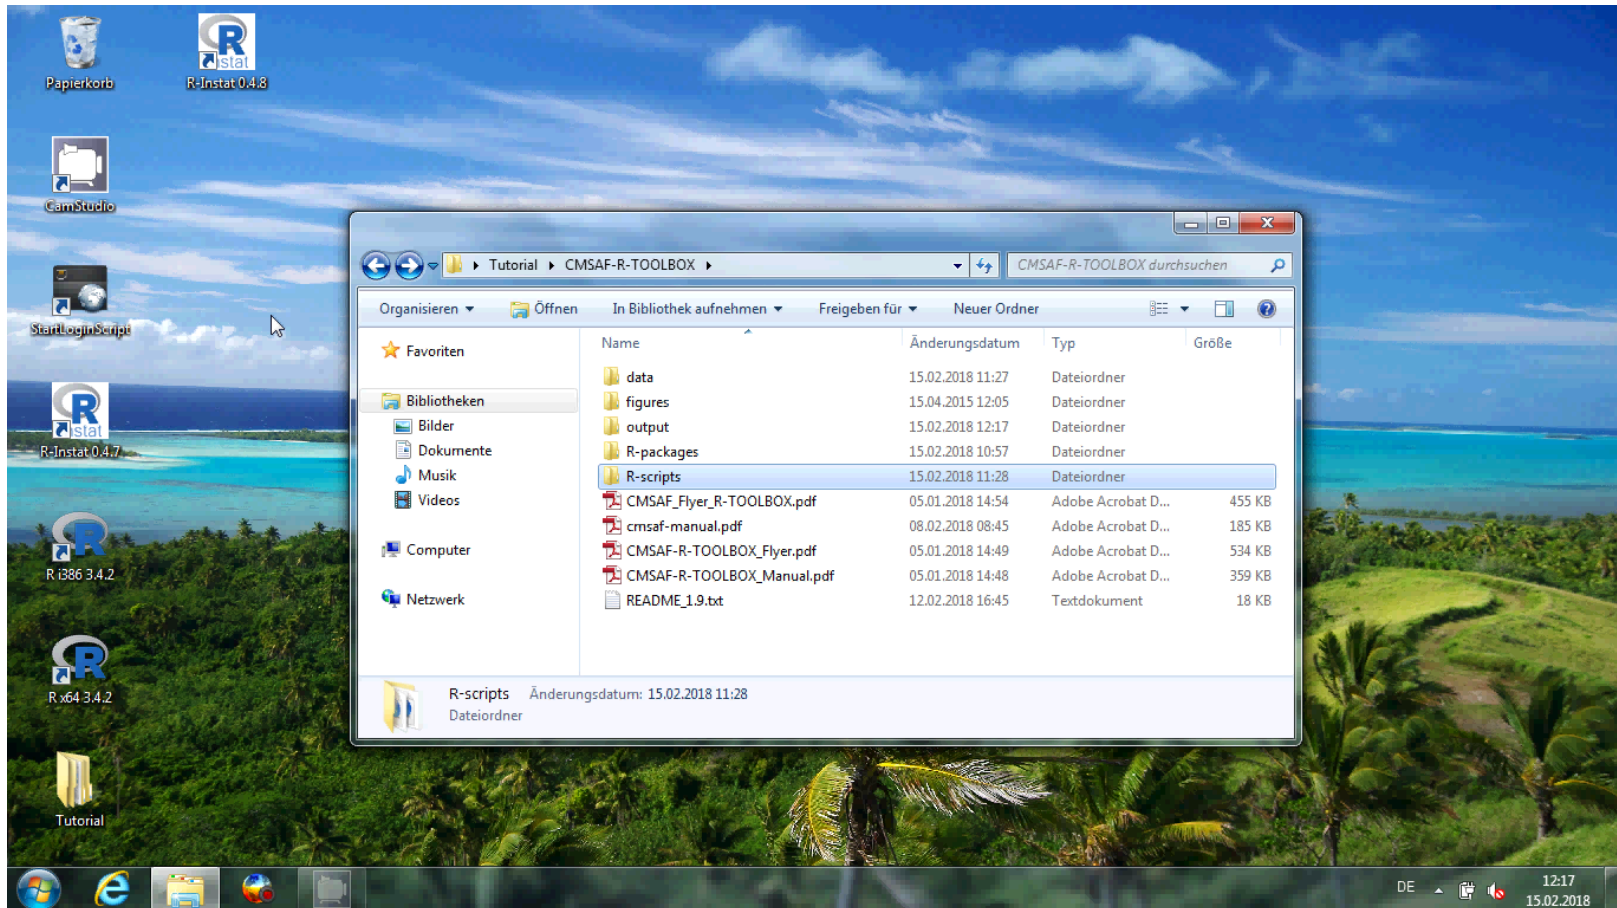 Papierkorb
R-Instat 0.4.8
CamStudio
StartLoginScript
R-Instat 0.4.7
R i386 3.4.2
R x64 3.4.2
Tutorial
Tutorial CMSAF-R-TOOLBOX
CMSAF-R-TOOLBOX durchsuchen
Organisieren Öffnen In Bibliothek aufnehmen Freigeben für Neuer Ordner
Favoriten
Bibliotheken
Bilder
Dokumente
Musik
Videos
Computer
Netzwerk
Name Änderungsdatum Typ Größe
data 15.02.2018 11:27 Dateiordner
figures 15.04.2015 12:05 Dateiordner
output 15.02.2018 12:17 Dateiordner
R-packages 15.02.2018 10:57 Dateiordner
R-scripts 15.02.2018 11:28 Dateiordner
CMSAF_Flyer_R-TOOLBOX.pdf 05.01.2018 14:54 Adobe Acrobat D... 455 KB
cmsaf-manual.pdf 08.02.2018 08:45 Adobe Acrobat D... 185 KB
CMSAF-R-TOOLBOX_Flyer.pdf 05.01.2018 14:49 Adobe Acrobat D... 534 KB
CMSAF-R-TOOLBOX_Manual.pdf 05.01.2018 14:48 Adobe Acrobat D... 359 KB
README_1.9.txt 12.02.2018 16:45 Textdokument 18 KB
R-scripts Änderungsdatum: 15.02.2018 11:28
Dateiordner
DE
12:17
15.02.2018